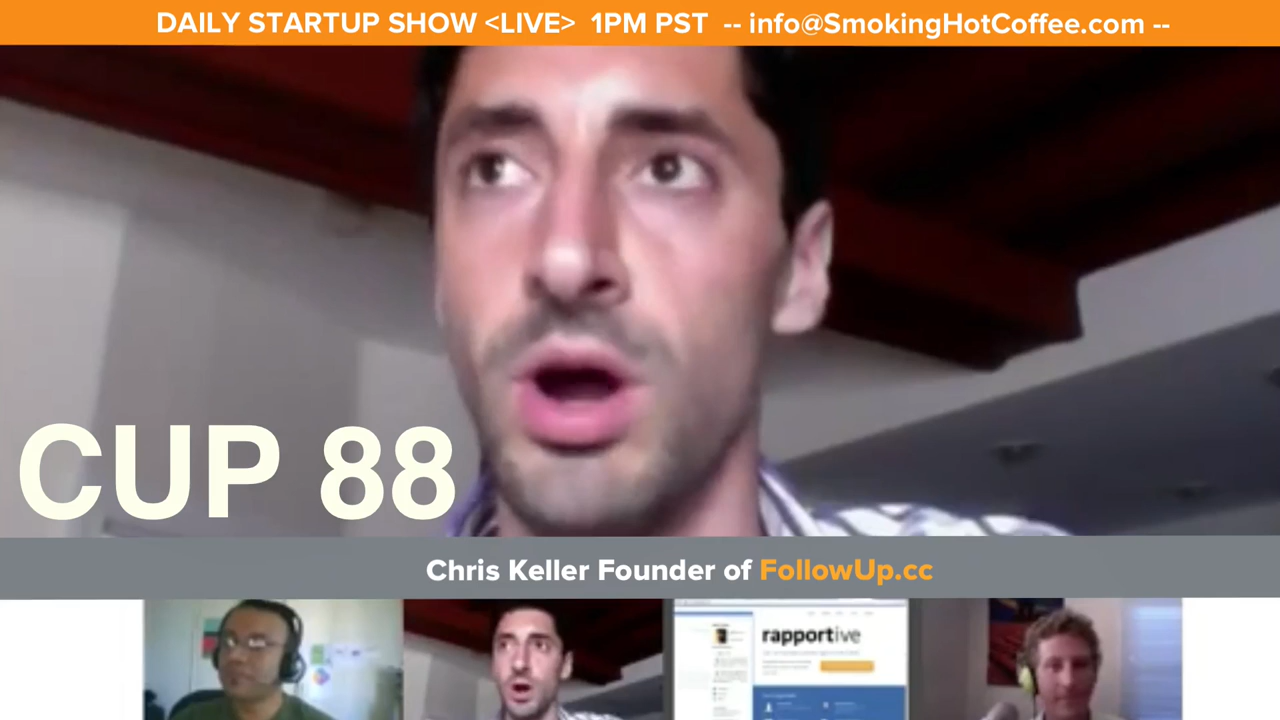 DAILY STARTUP SHOW <LIVE> 1PM PST -- info@SmokingHotCoffee.com --
CUP 88
Chris Keller Founder of FollowUp.cc
rapportive